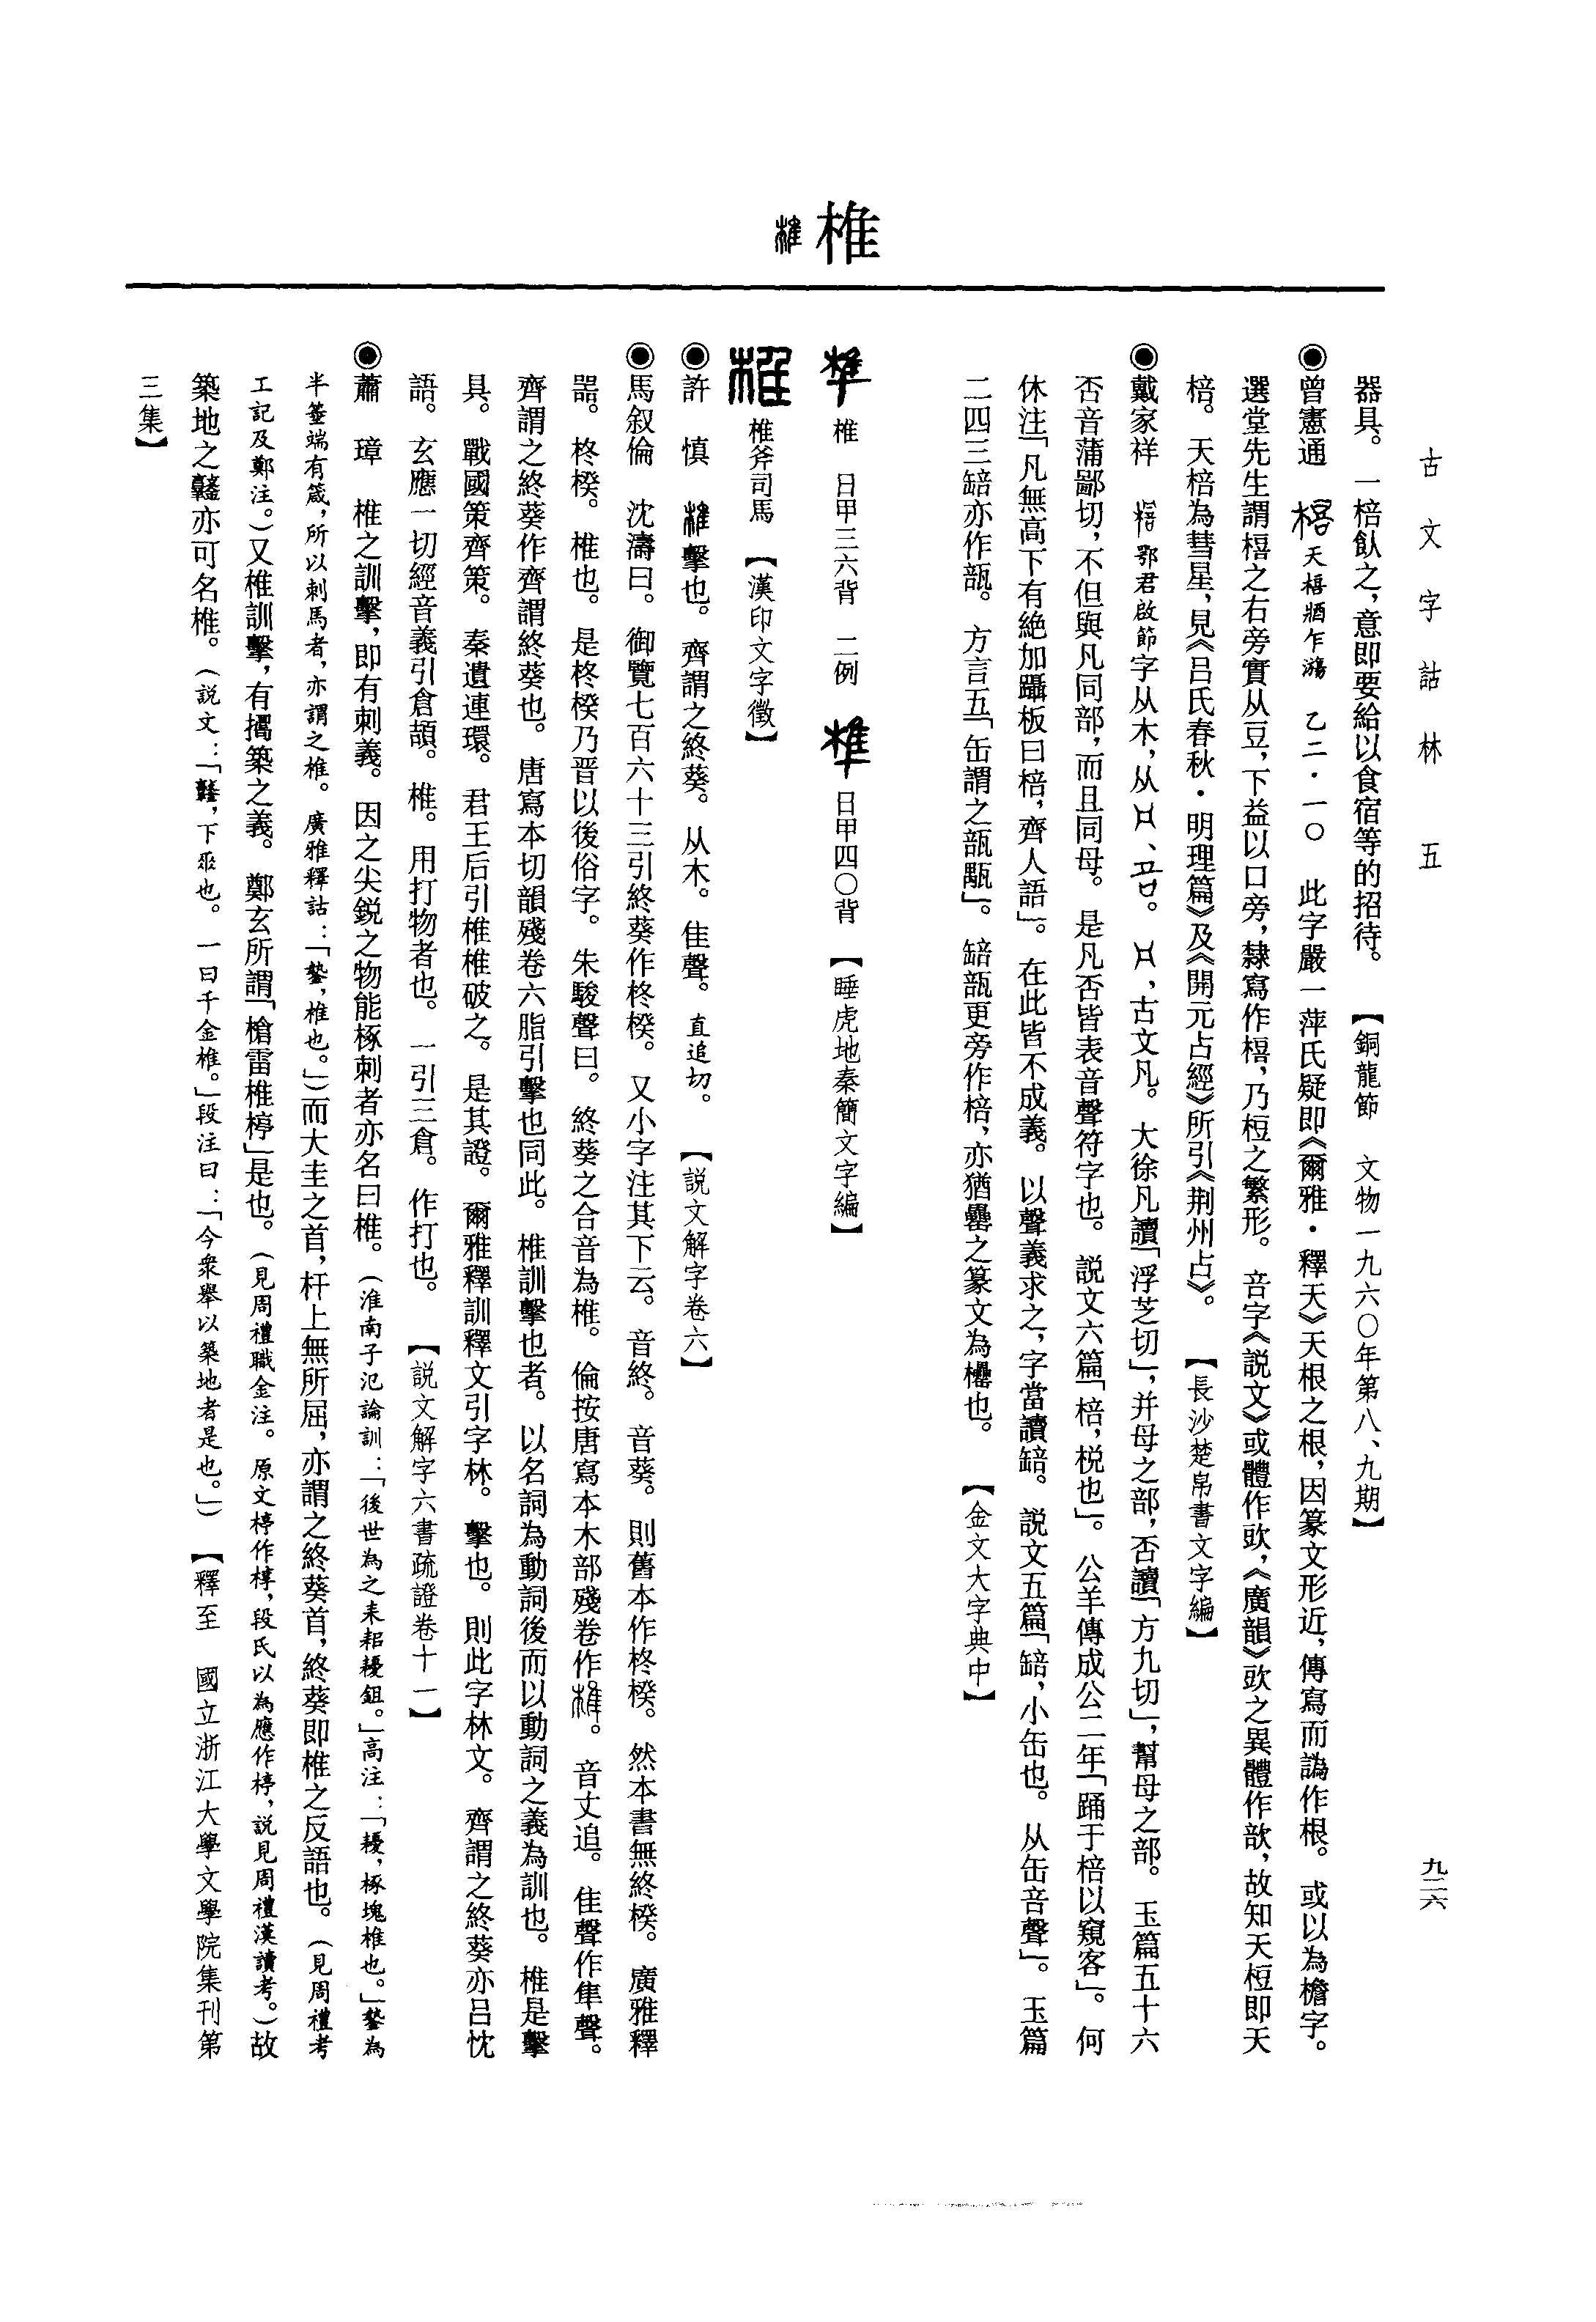 古文字詁林　五
九二六
器具。一棓飤之，意即要給以食宿等的招待。【銅龍節　文物一九六〇年第八、九期】
◉曾憲通　天㮯牺乍瀉　乙二·一〇　此字嚴一萍氏疑即《爾雅·釋天》天根之根，因篆文形近，傳寫而譌作根。或以為檐字。
選堂先生謂㮯之右旁實从豆，下益以口旁，隸寫作㮯，乃梪之繁形。音字《説文》或體作㰯，《廣韻》㰯之異體作歆，故知天梪即天
棓。天棓為彗星，見《吕氏春秋·明理篇》及《開元占經》所引《荆州占》。【長沙楚帛書文字編】
◉戴家祥　鄂君啟節字从木，从、。，古文凡。大徐凡讀「浮芝切」，并母之部，否讀「方九切」，幫母之部。玉篇五十六
否音蒲鄙切，不但與凡同部，而且同母。是凡否皆表音聲符字也。説文六篇「棓，梲也」。公羊傳成公二年「踊于棓以窺客」。何
休注「凡無高下有絶加躡板曰棓，齊人語」。在此皆不成義。以聲義求之，字當讀䍌。説文五篇「䍌，小缶也。从缶咅聲」。玉篇
二四三䍌亦作瓿。方言五「缶謂之瓿㼴」。䍌瓿更旁作棓，亦猶罍之篆文為櫑也。【金文大字典中】
椎
椎　日甲三六背　二例　日甲四〇背　【睡虎地秦簡文字編】
椎斧司馬　【漢印文字徵】
◉許　慎　擊也。齊謂之終葵。从木。隹聲。直追切。【説文解字卷六】
◉馬叙倫　沈濤曰。御覽七百六十三引終葵作柊楑。又小字注其下云。音終。音葵。則舊本作柊楑。然本書無終楑。廣雅釋
噐。柊楑。椎也。是柊楑乃晋以後俗字。朱駿聲曰。終葵之合音為椎。倫按唐寫本木部殘卷作。音丈追。隹聲作隼聲。
齊謂之終葵作齊謂終葵也。唐寫本切韻殘卷六脂引擊也同此。椎訓擊也者。以名詞為動詞後而以動詞之義為訓也。椎是擊
具。戰國策齊策。秦遺連環。君王后引椎椎破之。是其證。爾雅釋訓釋文引字林。擊也。則此字林文。齊謂之終葵亦吕忱
語。玄應一切經音義引倉頡。椎。用打物者也。一引三倉。作打也。【説文解字六書疏證卷十一】
◉蕭　璋　椎之訓擊，即有刺義。因之尖鋭之物能椓刺者亦名曰椎。（淮南子氾論訓：「後世為之耒耜耰鉏。」高注：「耰，椓塊椎也。」錣為
半箠端有箴，所以刺馬者，亦謂之椎。廣雅釋詁：「錣，椎也。」）而大圭之首，杼上無所屈，亦謂之終葵首，終葵即椎之反語也。（見周禮考
工記及鄭注。）又椎訓擊，有擣築之義。鄭玄所謂「槍雷椎椁」是也。（見周禮職金注。原文椁作椁，段氏以為應作椁，説見周禮漢讀考。）故
築地之亦可名椎。（説文：「，下巫也。一曰千金椎。」段注曰：「今衆舉以築地者是也。」）　【釋至　國立浙江大學文學院集刊第
三集】